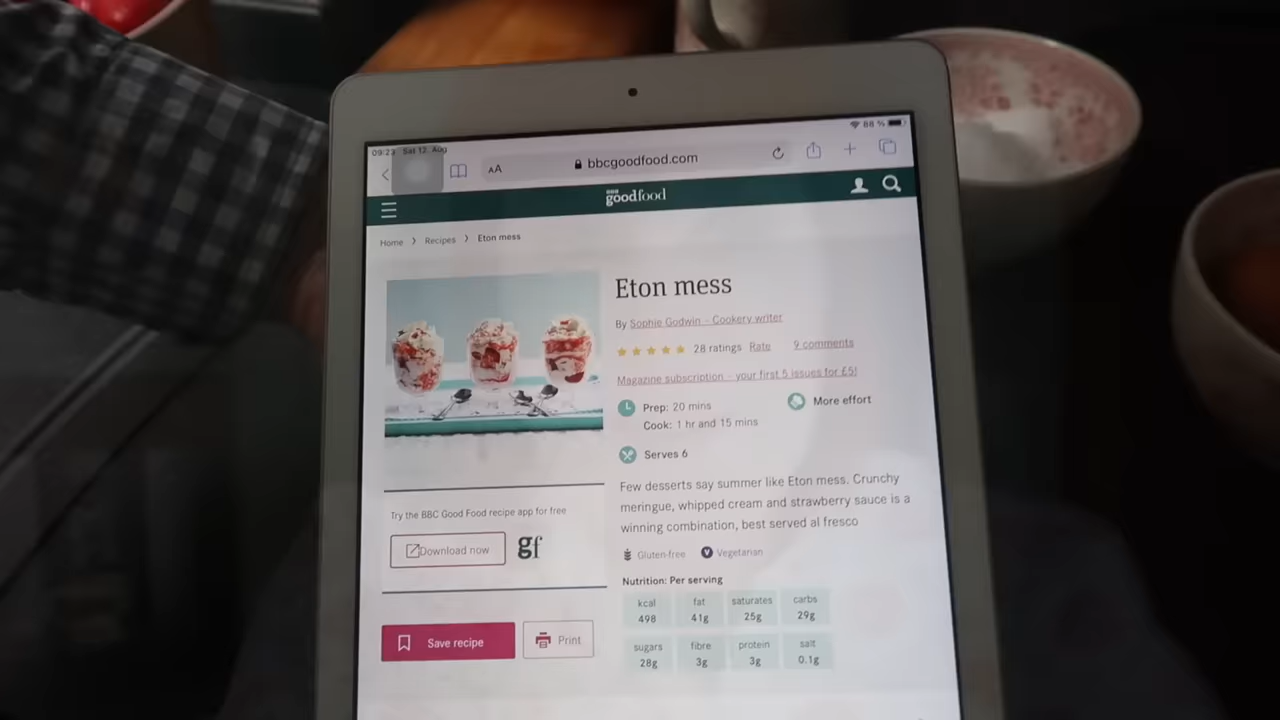 09:23 Sat 12. Aug
88 %
AA
bbcgoodfood.com
goodfood
Home > Recipes > Eton mess
Eton mess
By Sophie Godwin - Cookery writer
28 ratings Rate 9 comments
Magazine subscription - your first 5 issues for £5!
Prep: 20 mins
Cook: 1 hr and 15 mins
More effort
Serves 6
Few desserts say summer like Eton mess. Crunchy
meringue, whipped cream and strawberry sauce is a
winning combination, best served al fresco
Gluten-free V Vegetarian
Nutrition: Per serving
kcal fat saturates carbs
498 41g 25g 29g
sugars fibre protein salt
28g 3g 3g 0.1g
Try the BBC Good Food recipe app for free
Download now gf
Save recipe Print